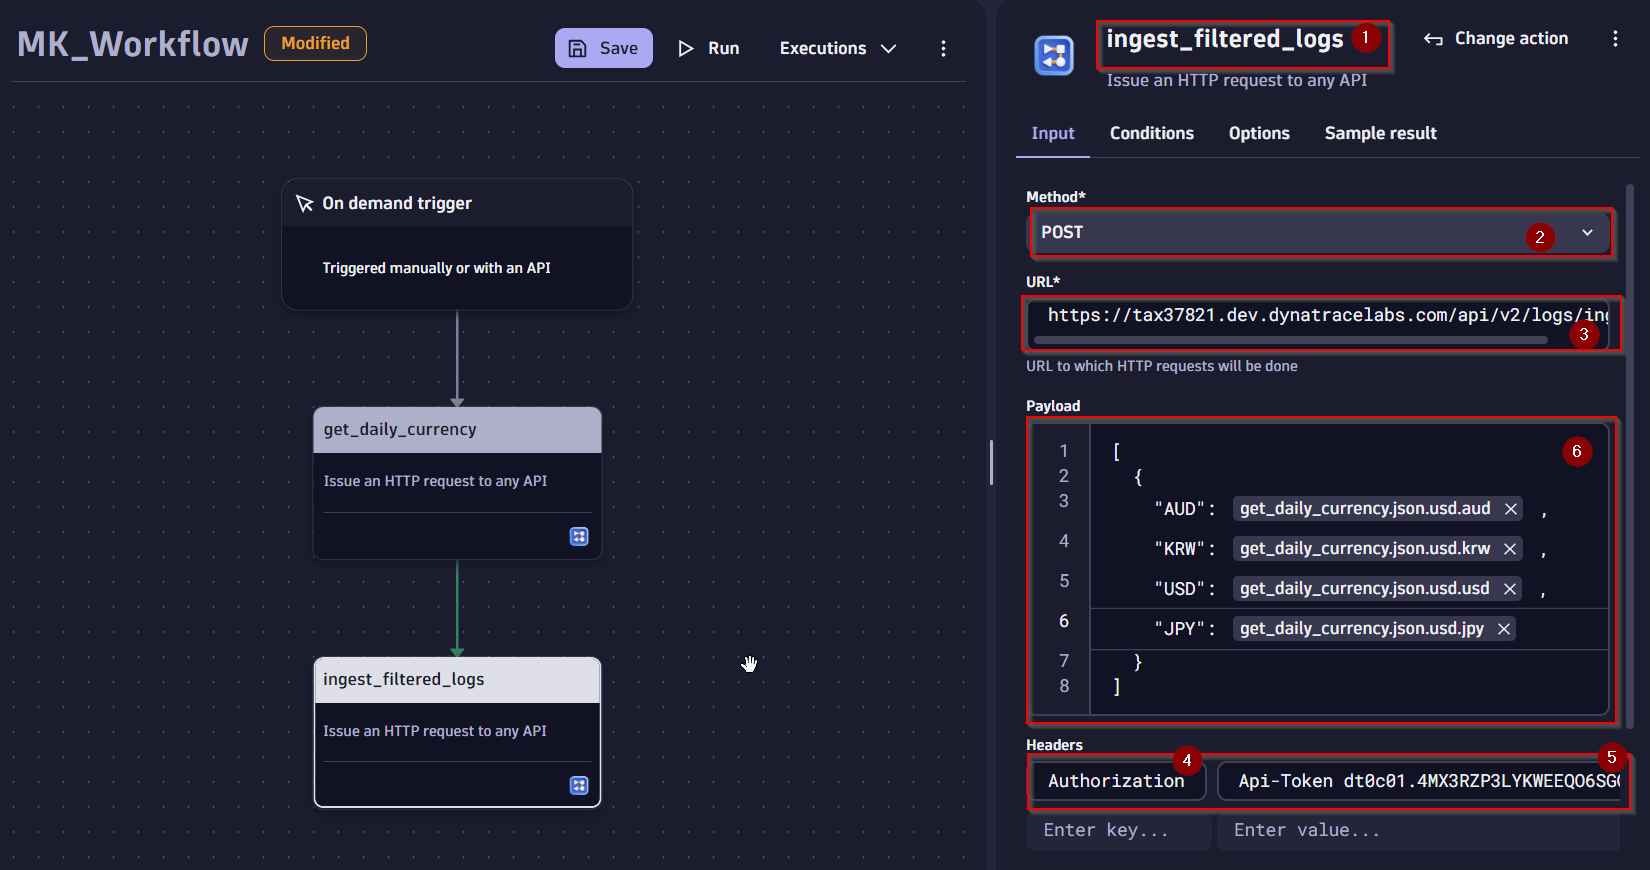 MK_Workflow
Modified
Save
Run
Executions
On demand trigger
Triggered manually or with an API
get_daily_currency
Issue an HTTP request to any API
ingest_filtered_logs
Issue an HTTP request to any API
ingest_filtered_logs 1
Change action
Issue an HTTP request to any API
Input Conditions Options Sample result
Method*
POST 2
URL*
https://tax37821.dev.dynatracelabs.com/api/v2/logs/ing
3
URL to which HTTP requests will be done
Payload
1 [ 6
2 {
3 "AUD": get_daily_currency.json.usd.aud ,
4 "KRW": get_daily_currency.json.usd.krw ,
5 "USD": get_daily_currency.json.usd.usd ,
6 "JPY": get_daily_currency.json.usd.jpy
7 }
8 ]
Headers
4 5
Authorization Api-Token dt0c01.4MX3RZP3LYKWEEQO6SG
Enter key... Enter value...